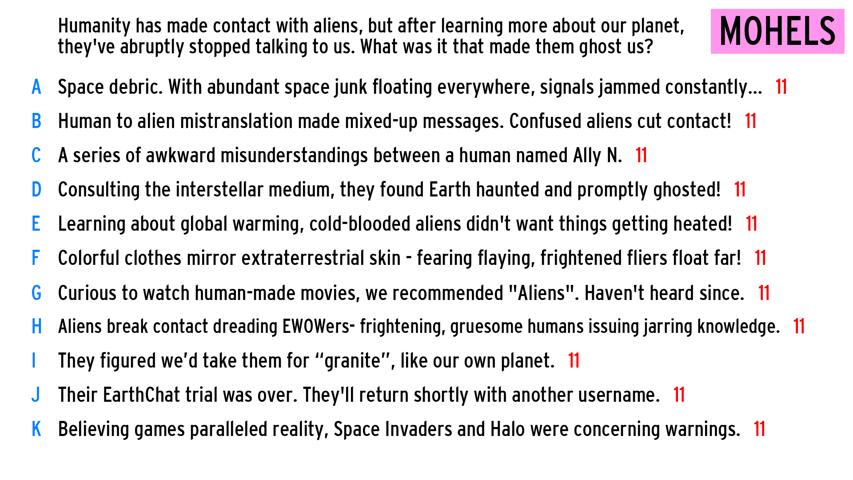 Humanity has made contact with aliens, but after learning more about our planet,
they've abruptly stopped talking to us. What was it that made them ghost us?
MOHELS
A Space debric. With abundant space junk floating everywhere, signals jammed constantly... 11
B Human to alien mistranslation made mixed-up messages. Confused aliens cut contact! 11
C A series of awkward misunderstandings between a human named Ally N. 11
D Consulting the interstellar medium, they found Earth haunted and promptly ghosted! 11
E Learning about global warming, cold-blooded aliens didn't want things getting heated! 11
F Colorful clothes mirror extraterrestrial skin - fearing flaying, frightened fliers float far! 11
G Curious to watch human-made movies, we recommended "Aliens". Haven't heard since. 11
H Aliens break contact dreading EWOWers- frightening, gruesome humans issuing jarring knowledge. 11
I They figured we’d take them for “granite”, like our own planet. 11
J Their EarthChat trial was over. They'll return shortly with another username. 11
K Believing games paralleled reality, Space Invaders and Halo were concerning warnings. 11